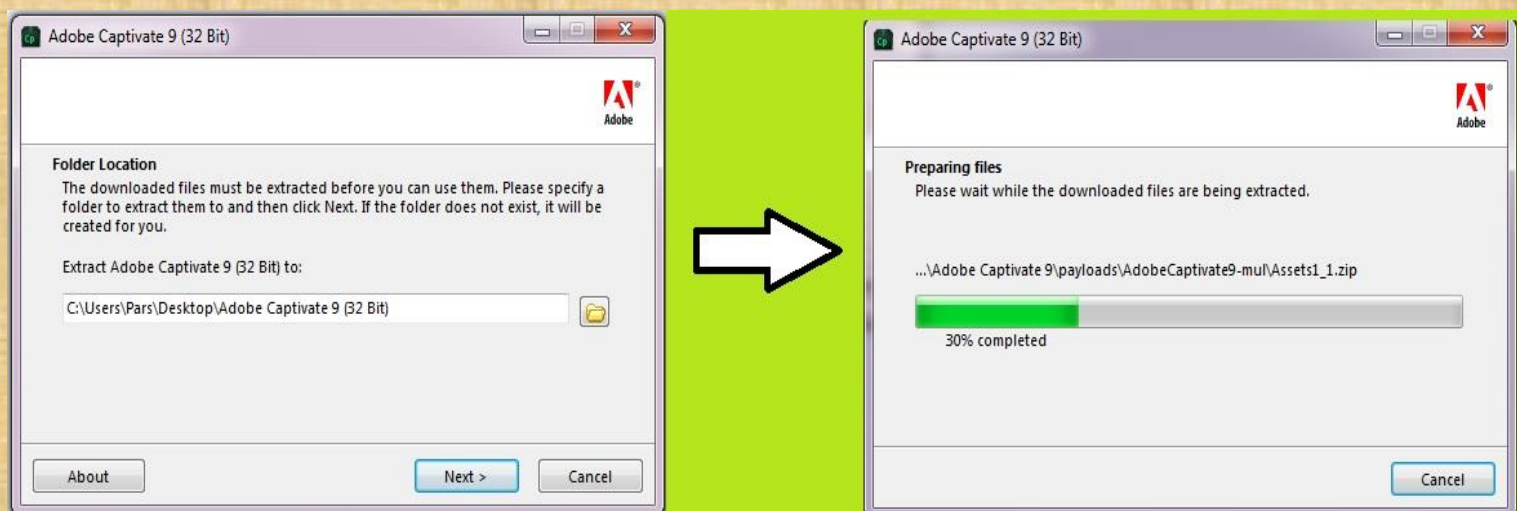 Cp Adobe Captivate 9 (32 Bit)
Adobe
Folder Location
The downloaded files must be extracted before you can use them. Please specify a
folder to extract them to and then click Next. If the folder does not exist, it will be
created for you.
Extract Adobe Captivate 9 (32 Bit) to:
C:\Users\Pars\Desktop\Adobe Captivate 9 (32 Bit)
About Next > Cancel
Cp Adobe Captivate 9 (32 Bit)
Adobe
Preparing files
Please wait while the downloaded files are being extracted.
...\Adobe Captivate 9\payloads\AdobeCaptivate9-mul\Assets1_1.zip
30% completed
Cancel